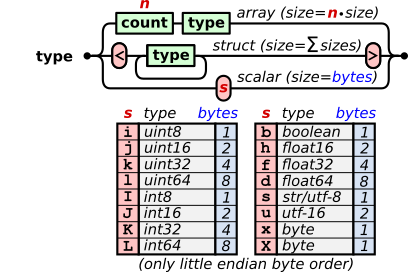 n
count type array (size=n•size)
type < type struct (size=∑sizes) >
s scalar (size=bytes)
s type bytes s type bytes
i uint8 1 b boolean 1
j uint16 2 h float16 2
k uint32 4 f float32 4
l uint64 8 d float64 8
I int8 1 s str/utf-8 1
J int16 2 u utf-16 2
K int32 4 x byte 1
L int64 8 X byte 1
(only little endian byte order)